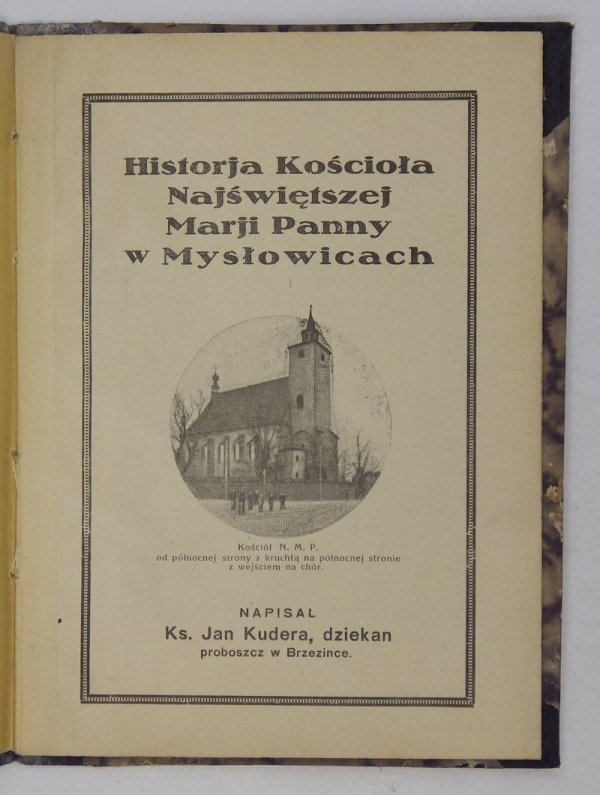 Historja Kościoła
Najświętszej
Marji Panny
w Mysłowicach
Kościół N. M. P.
od północnej strony z kruchtą na północnej stronie
z wejściem na chór.
NAPISAŁ
Ks. Jan Kudera, dziekan
proboszcz w Brzezince.